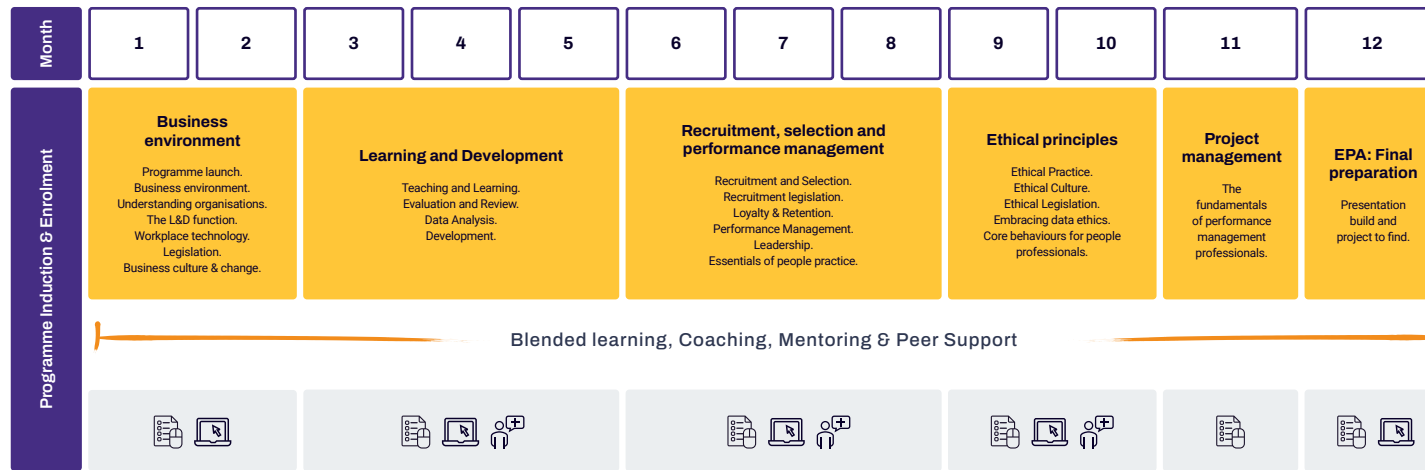 Month
1
2
3
4
5
6
7
8
9
10
11
12
Programme Induction & Enrolment
Business
environment
Programme launch.
Business environment.
Understanding organisations.
The L&D function.
Workplace technology.
Legislation.
Business culture & change.
Learning and Development
Teaching and Learning.
Evaluation and Review.
Data Analysis.
Development.
Recruitment, selection and
performance management
Recruitment and Selection.
Recruitment legislation.
Loyalty & Retention.
Performance Management.
Leadership.
Essentials of people practice.
Ethical principles
Ethical Practice.
Ethical Culture.
Ethical Legislation.
Embracing data ethics.
Core behaviours for people
professionals.
Project
management
The
fundamentals
of performance
management
professionals.
EPA: Final
preparation
Presentation
build and
project to find.
Blended learning, Coaching, Mentoring & Peer Support